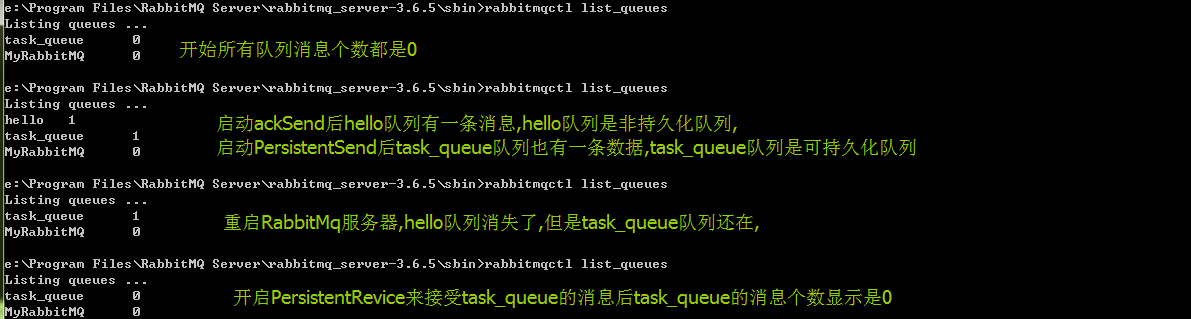 e:\Program Files\RabbitMQ Server\rabbitmq_server-3.6.5\sbin>rabbitmqctl list_queues
Listing queues ...
task_queue 0
MyRabbitMQ 0
开始所有队列消息个数都是0
e:\Program Files\RabbitMQ Server\rabbitmq_server-3.6.5\sbin>rabbitmqctl list_queues
Listing queues ...
hello 1
task_queue 1
MyRabbitMQ 0
启动ackSend后hello队列有一条消息,hello队列是非持久化队列,
启动PersistentSend后task_queue队列也有一条数据,task_queue队列是可持久化队列
e:\Program Files\RabbitMQ Server\rabbitmq_server-3.6.5\sbin>rabbitmqctl list_queues
Listing queues ...
task_queue 1
MyRabbitMQ 0
重启RabbitMq服务器,hello队列消失了,但是task_queue队列还在,
e:\Program Files\RabbitMQ Server\rabbitmq_server-3.6.5\sbin>rabbitmqctl list_queues
Listing queues ...
task_queue 0
MyRabbitMQ 0
开启PersistentRevice来接受task_queue的消息后task_queue的消息个数显示是0